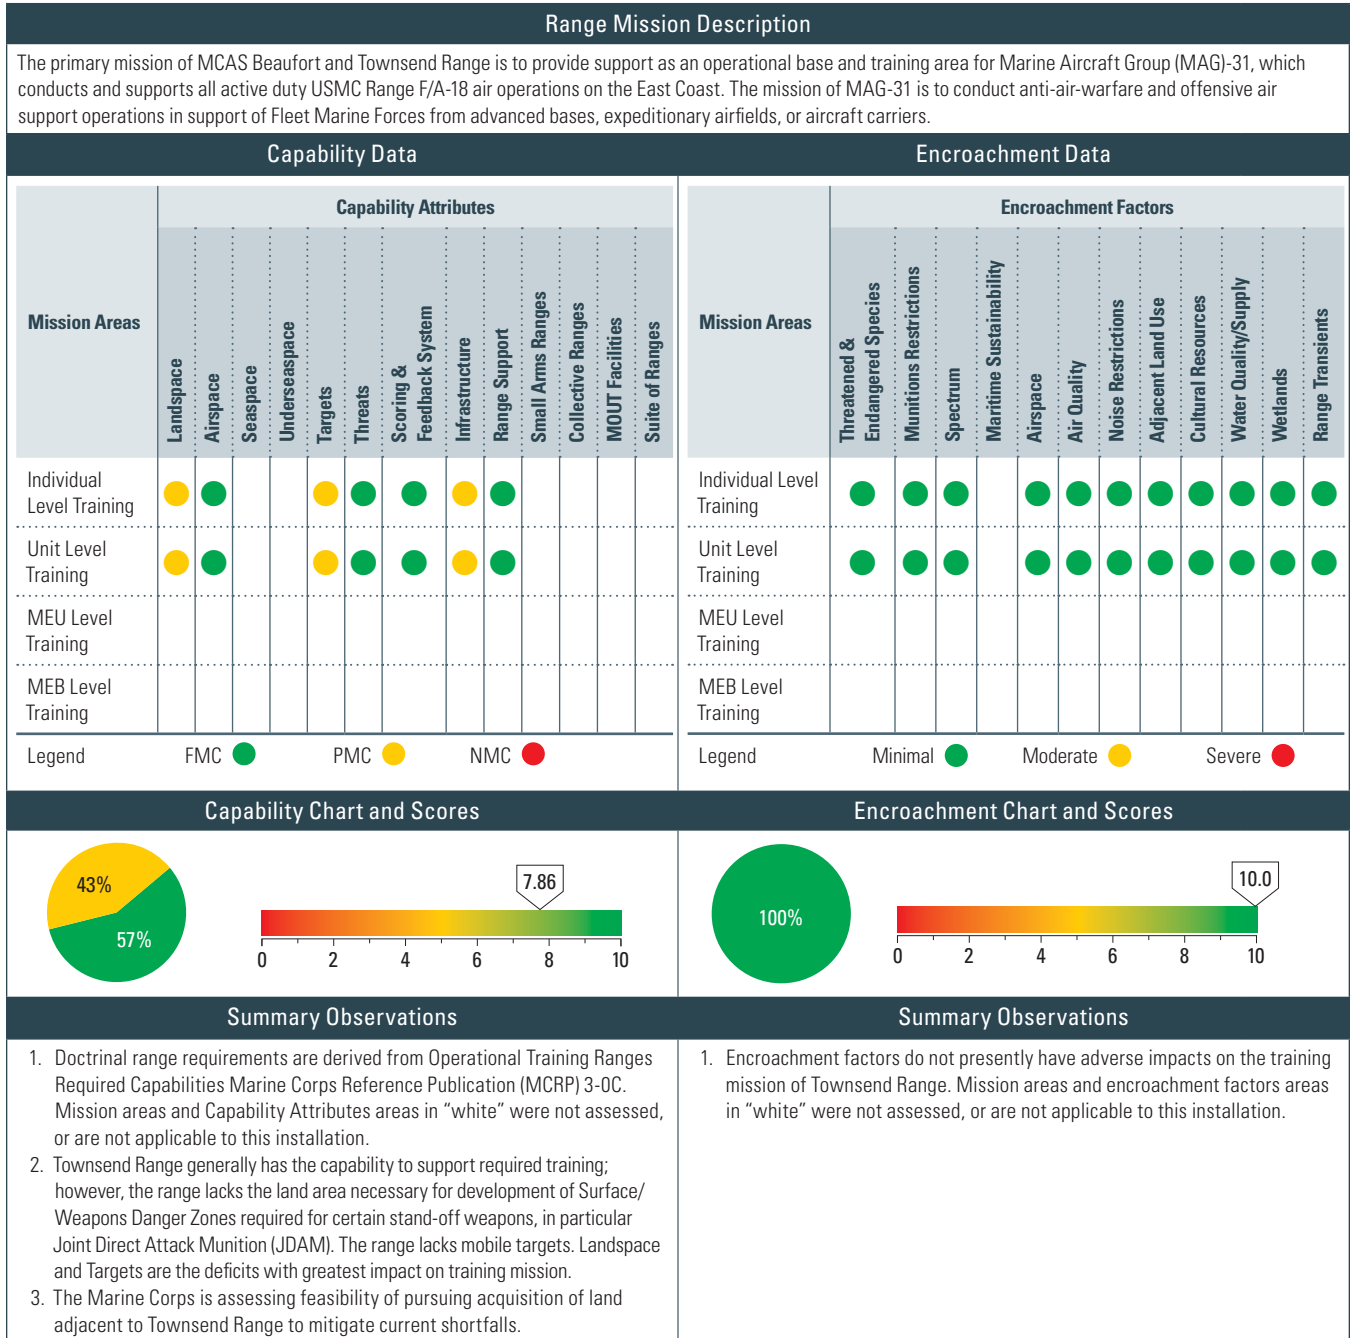 Range Mission Description
The primary mission of MCAS Beaufort and Townsend Range is to provide support as an operational base and training area for Marine Aircraft Group (MAG)-31, which
conducts and supports all active duty USMC Range F/A-18 air operations on the East Coast. The mission of MAG-31 is to conduct anti-air-warfare and offensive air
support operations in support of Fleet Marine Forces from advanced bases, expeditionary airfields, or aircraft carriers.
Capability Data
Mission Areas
Capability Attributes
Landspace
Airspace
Seaspace
Underseaspace
Targets
Threats
Scoring &
Feedback System
Infrastructure
Range Support
Small Arms Ranges
Collective Ranges
MOUT Facilities
Suite of Ranges
Individual
Level Training
Unit Level
Training
MEU Level
Training
MEB Level
Training
Legend
FMC
PMC
NMC
Encroachment Data
Mission Areas
Encroachment Factors
Threatened &
Endangered Species
Munitions Restrictions
Spectrum
Maritime Sustainability
Airspace
Air Quality
Noise Restrictions
Adjacent Land Use
Cultural Resources
Water Quality/Supply
Wetlands
Range Transients
Individual Level
Training
Unit Level
Training
MEU Level
Training
MEB Level
Training
Legend
Minimal
Moderate
Severe
Capability Chart and Scores
43%
57%
7.86
0 2 4 6 8 10
Encroachment Chart and Scores
100%
10.0
0 2 4 6 8 10
Summary Observations
1. Doctrinal range requirements are derived from Operational Training Ranges
Required Capabilities Marine Corps Reference Publication (MCRP) 3-0C.
Mission areas and Capability Attributes areas in “white” were not assessed,
or are not applicable to this installation.
2. Townsend Range generally has the capability to support required training;
however, the range lacks the land area necessary for development of Surface/
Weapons Danger Zones required for certain stand-off weapons, in particular
Joint Direct Attack Munition (JDAM). The range lacks mobile targets. Landspace
and Targets are the deficits with greatest impact on training mission.
3. The Marine Corps is assessing feasibility of pursuing acquisition of land
adjacent to Townsend Range to mitigate current shortfalls.
Summary Observations
1. Encroachment factors do not presently have adverse impacts on the training
mission of Townsend Range. Mission areas and encroachment factors areas
in “white” were not assessed, or are not applicable to this installation.